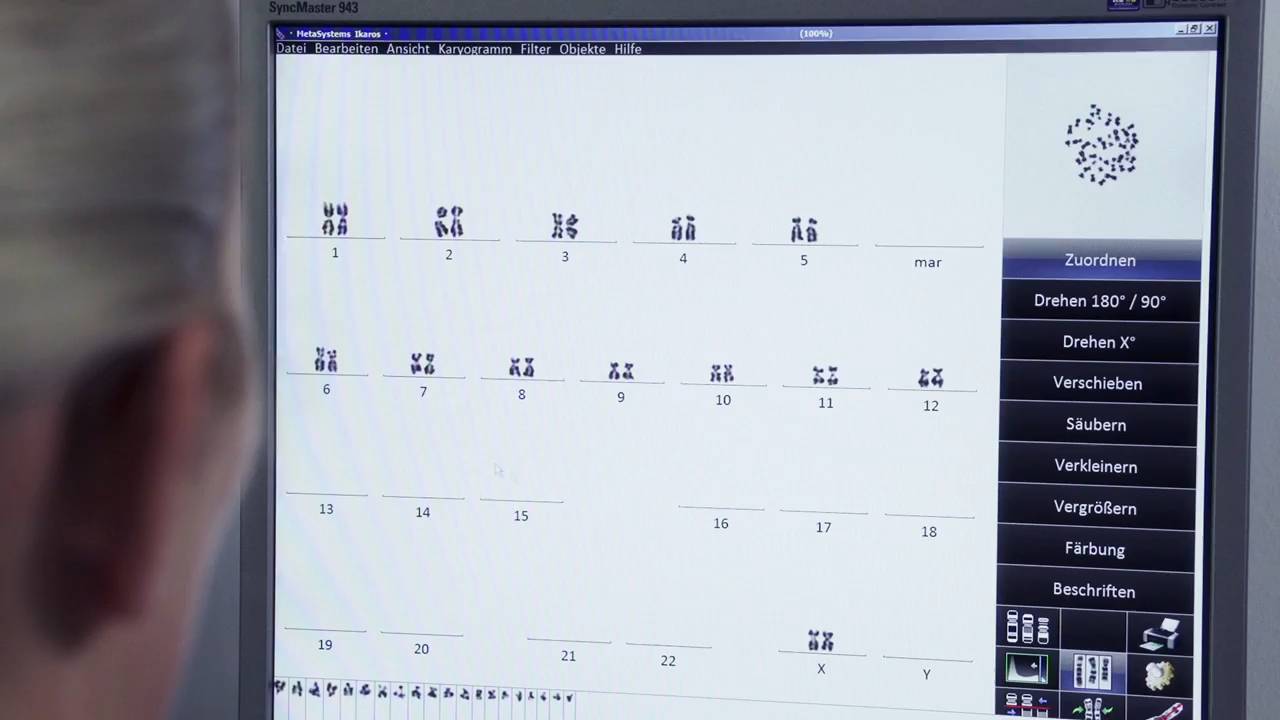 SyncMaster 943
· MetaSystems Ikaros · (100%)
Datei Bearbeiten Ansicht Karyogramm Filter Objekte Hilfe
1 2 3 4 5 mar
6 7 8 9 10 11 12
13 14 15 16 17 18
19 20 21 22 X Y
Zuordnen
Drehen 180° / 90°
Drehen X°
Verschieben
Säubern
Verkleinern
Vergrößern
Färbung
Beschriften